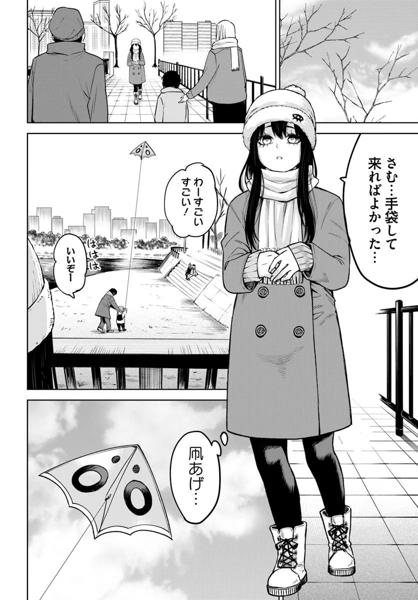 さむ…手袋して
来ればよかった…
わーすごい
すごい！
ははは
いいぞー
凧あげ…